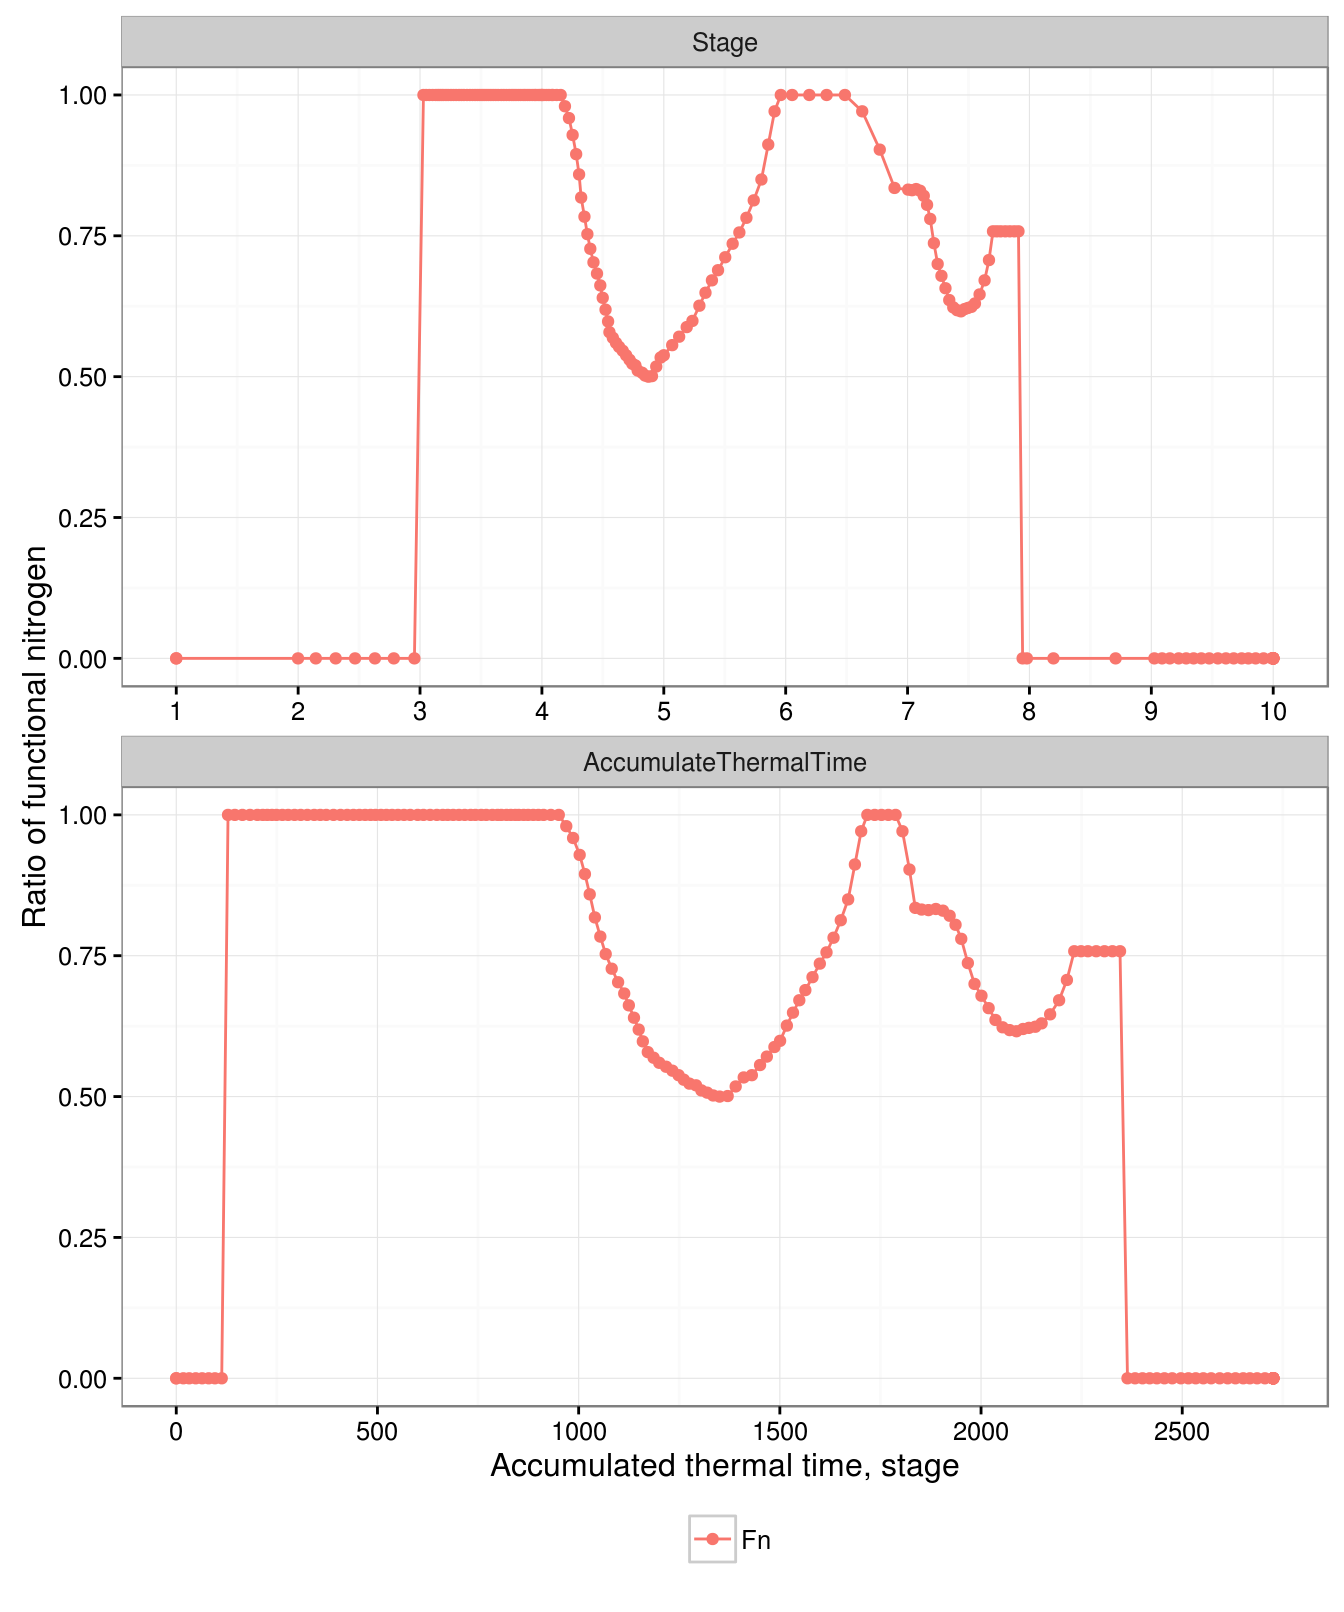 Stage
1.00
0.75
0.50
0.25
0.00
1 2 3 4 5 6 7 8 9 10
Ratio of functional nitrogen
AccumulateThermalTime
1.00
0.75
0.50
0.25
0.00
0 500 1000 1500 2000 2500
Accumulated thermal time, stage
Fn